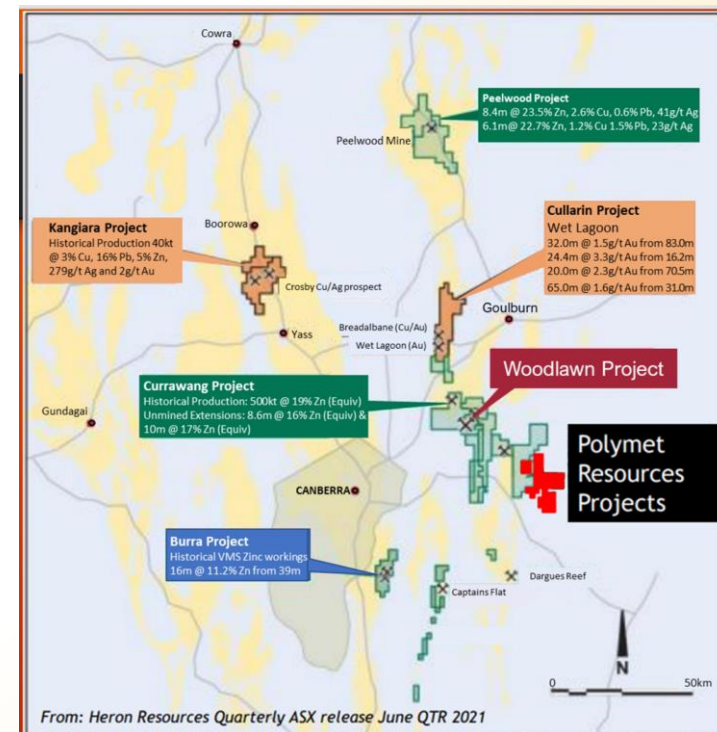 Cowra
Peelwood Project
8.4m @ 23.5% Zn, 2.6% Cu, 0.6% Pb, 41g/t Ag
6.1m@ 22.7% Zn, 1.2% Cu 1.5% Pb, 23g/t Ag
Peelwood Mine
Kangiara Project
Historical Production 40kt
@ 3% Cu, 16% Pb, 5% Zn,
279g/t Ag and 2g/t Au
Boorowa
Cullarin Project
Wet Lagoon
32.0m @ 1.5g/t Au from 83.0m
24.4m @ 3.3g/t Au from 16.2m
20.0m @ 2.3g/t Au from 70.5m
65.0m @ 1.6g/t Au from 31.0m
Crosby Cu/Ag prospect
Goulburn
Breadalbane (Cu/Au)
Yass
Wet Lagoon (Au)
Woodlawn Project
Currawang Project
Historical Production: 500kt @ 19% Zn (Equiv)
Unmined Extensions: 8.6m @ 16% Zn (Equiv) &
10m @ 17% Zn (Equiv)
Gundagai
Polymet
Resources
Projects
CANBERRA
Burra Project
Historical VMS Zinc workings
16m @ 11.2% Zn from 39m
Dargues Reef
Captains Flat
N
0 50km
From: Heron Resources Quarterly ASX release June QTR 2021